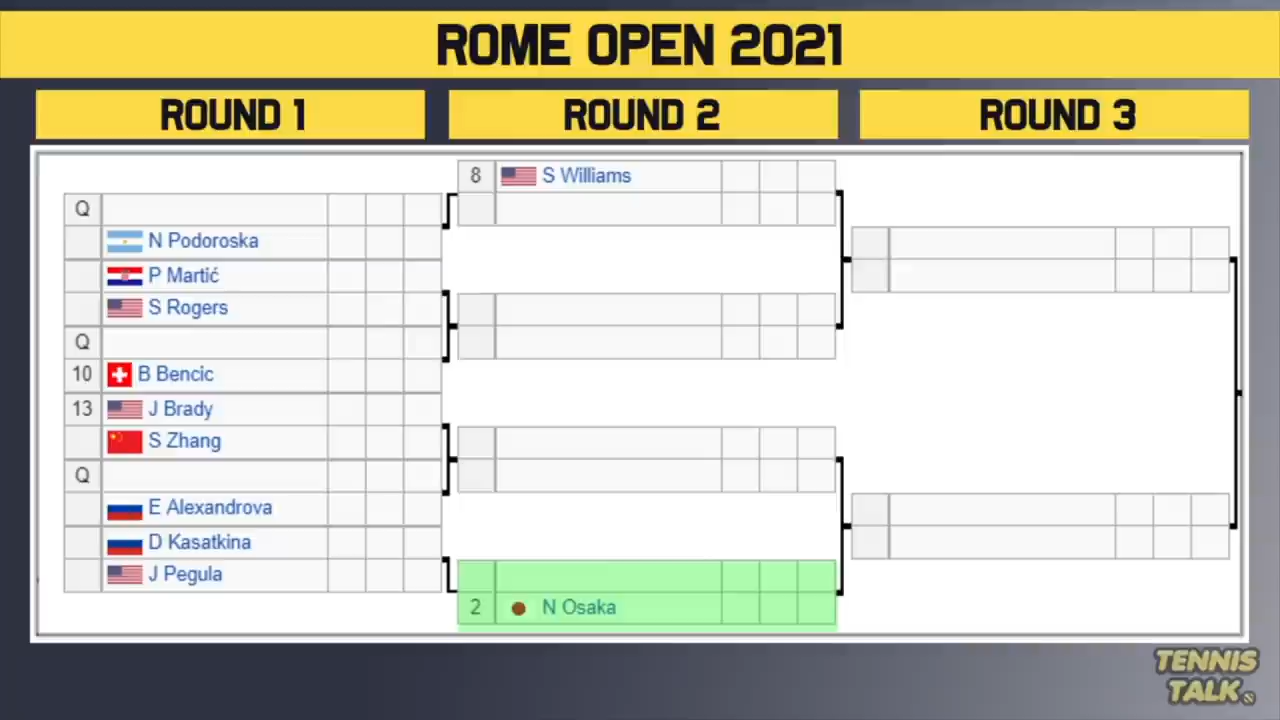 ROME OPEN 2021
ROUND 1
ROUND 2
ROUND 3
8 S Williams
Q
N Podoroska
P Martić
S Rogers
Q
10 B Bencic
13 J Brady
S Zhang
Q
E Alexandrova
D Kasatkina
J Pegula
2 N Osaka
TENNIS
TALK